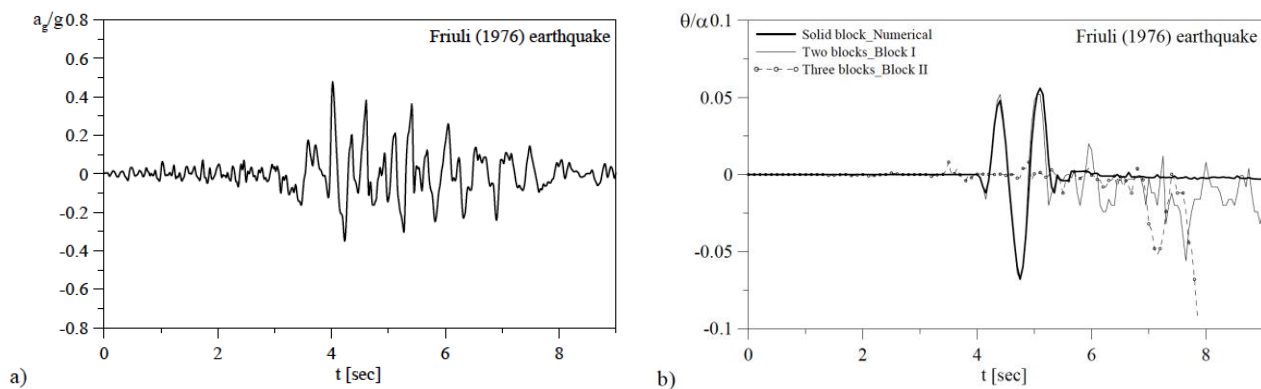 a_g/g
0.8
Friuli (1976) earthquake
0.6
0.4
0.2
0
-0.2
-0.4
-0.6
-0.8
0 2 4 6 8
t [sec]
a)
θ/α
0.1
Friuli (1976) earthquake
Solid block_Numerical
Two blocks_Block I
Three blocks_Block II
0.05
0
-0.05
-0.1
0 2 4 6 8
t [sec]
b)